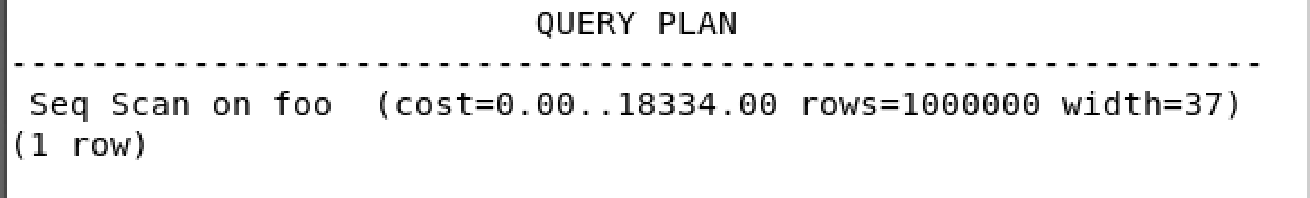 QUERY PLAN
---------------------------------------------------------------
Seq Scan on foo  (cost=0.00..18334.00 rows=1000000 width=37)
(1 row)